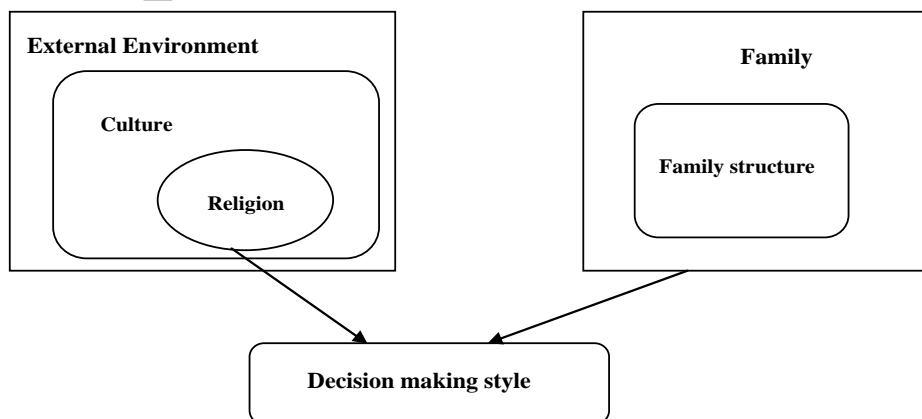 External Environment
Family
Culture
Family structure
Religion
Decision making style